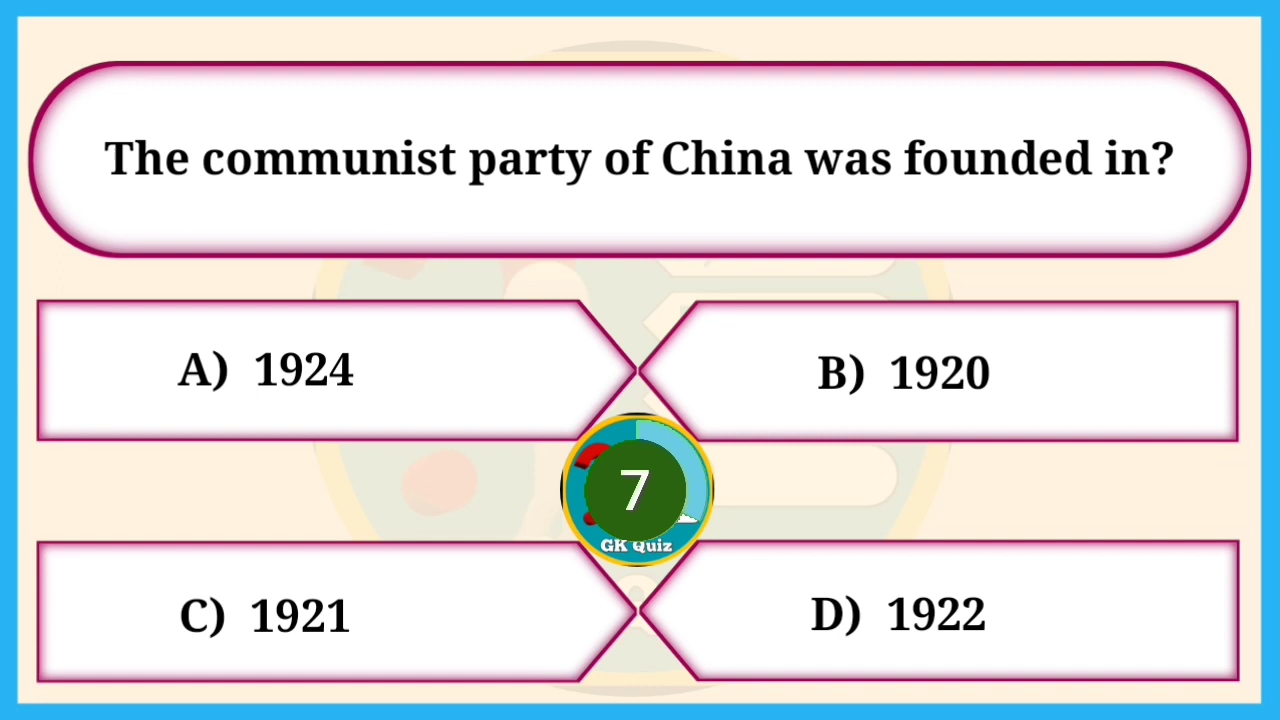 The communist party of China was founded in?
A) 1924
B) 1920
7
GK Quiz
C) 1921
D) 1922